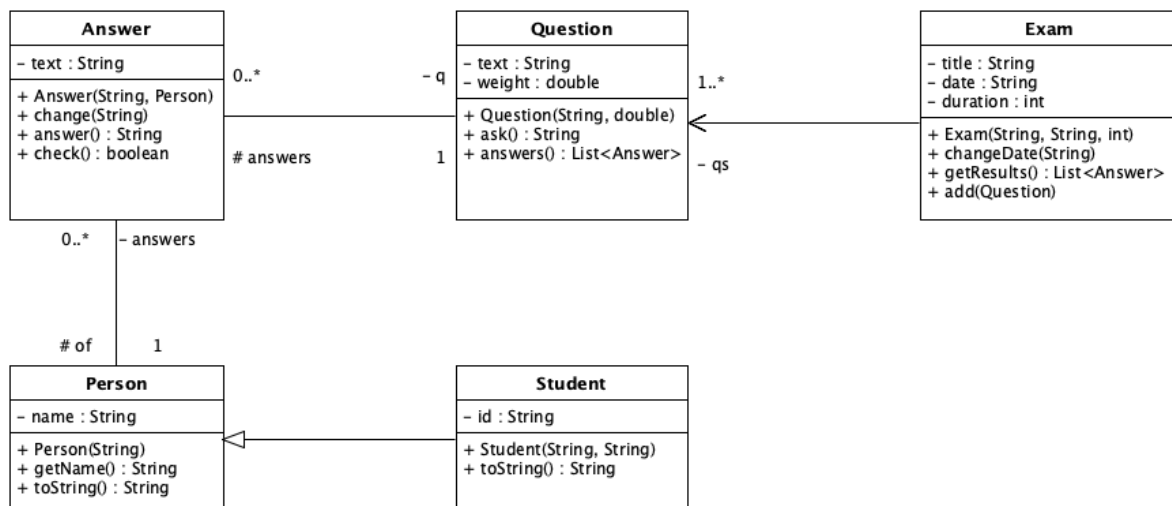 Answer
– text : String
+ Answer(String, Person)
+ change(String)
+ answer() : String
+ check() : boolean
0..*
– q
# answers
1
Question
– text : String
– weight : double
+ Question(String, double)
+ ask() : String
+ answers() : List<Answer>
1..*
– qs
Exam
– title : String
– date : String
– duration : int
+ Exam(String, String, int)
+ changeDate(String)
+ getResults() : List<Answer>
+ add(Question)
0..*
– answers
# of
1
Person
– name : String
+ Person(String)
+ getName() : String
+ toString() : String
Student
– id : String
+ Student(String, String)
+ toString() : String